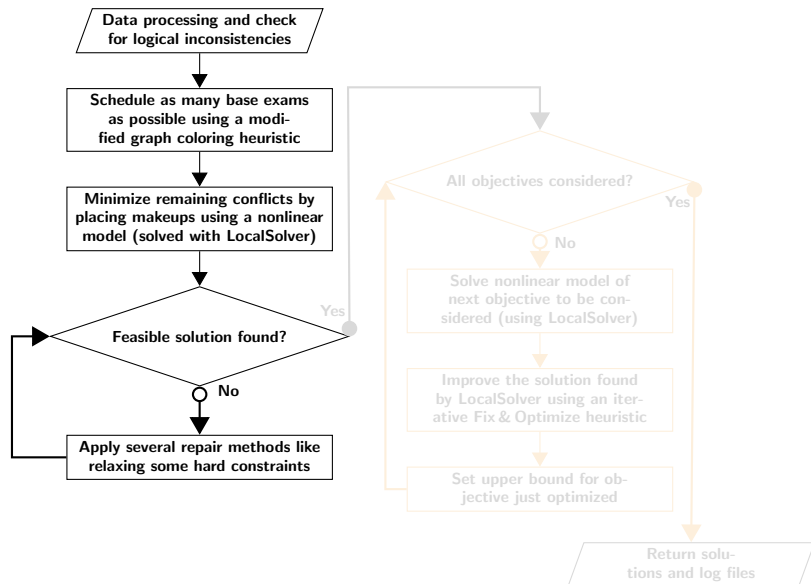 Data processing and check
for logical inconsistencies
Schedule as many base exams
as possible using a modi-
fied graph coloring heuristic
Minimize remaining conflicts by
placing makeups using a nonlinear
model (solved with LocalSolver)
Feasible solution found?
Yes
No
Apply several repair methods like
relaxing some hard constraints
All objectives considered?
Yes
No
Solve nonlinear model of
next objective to be con-
sidered (using LocalSolver)
Improve the solution found
by LocalSolver using an iter-
ative Fix & Optimize heuristic
Set upper bound for ob-
jective just optimized
Return solu-
tions and log files